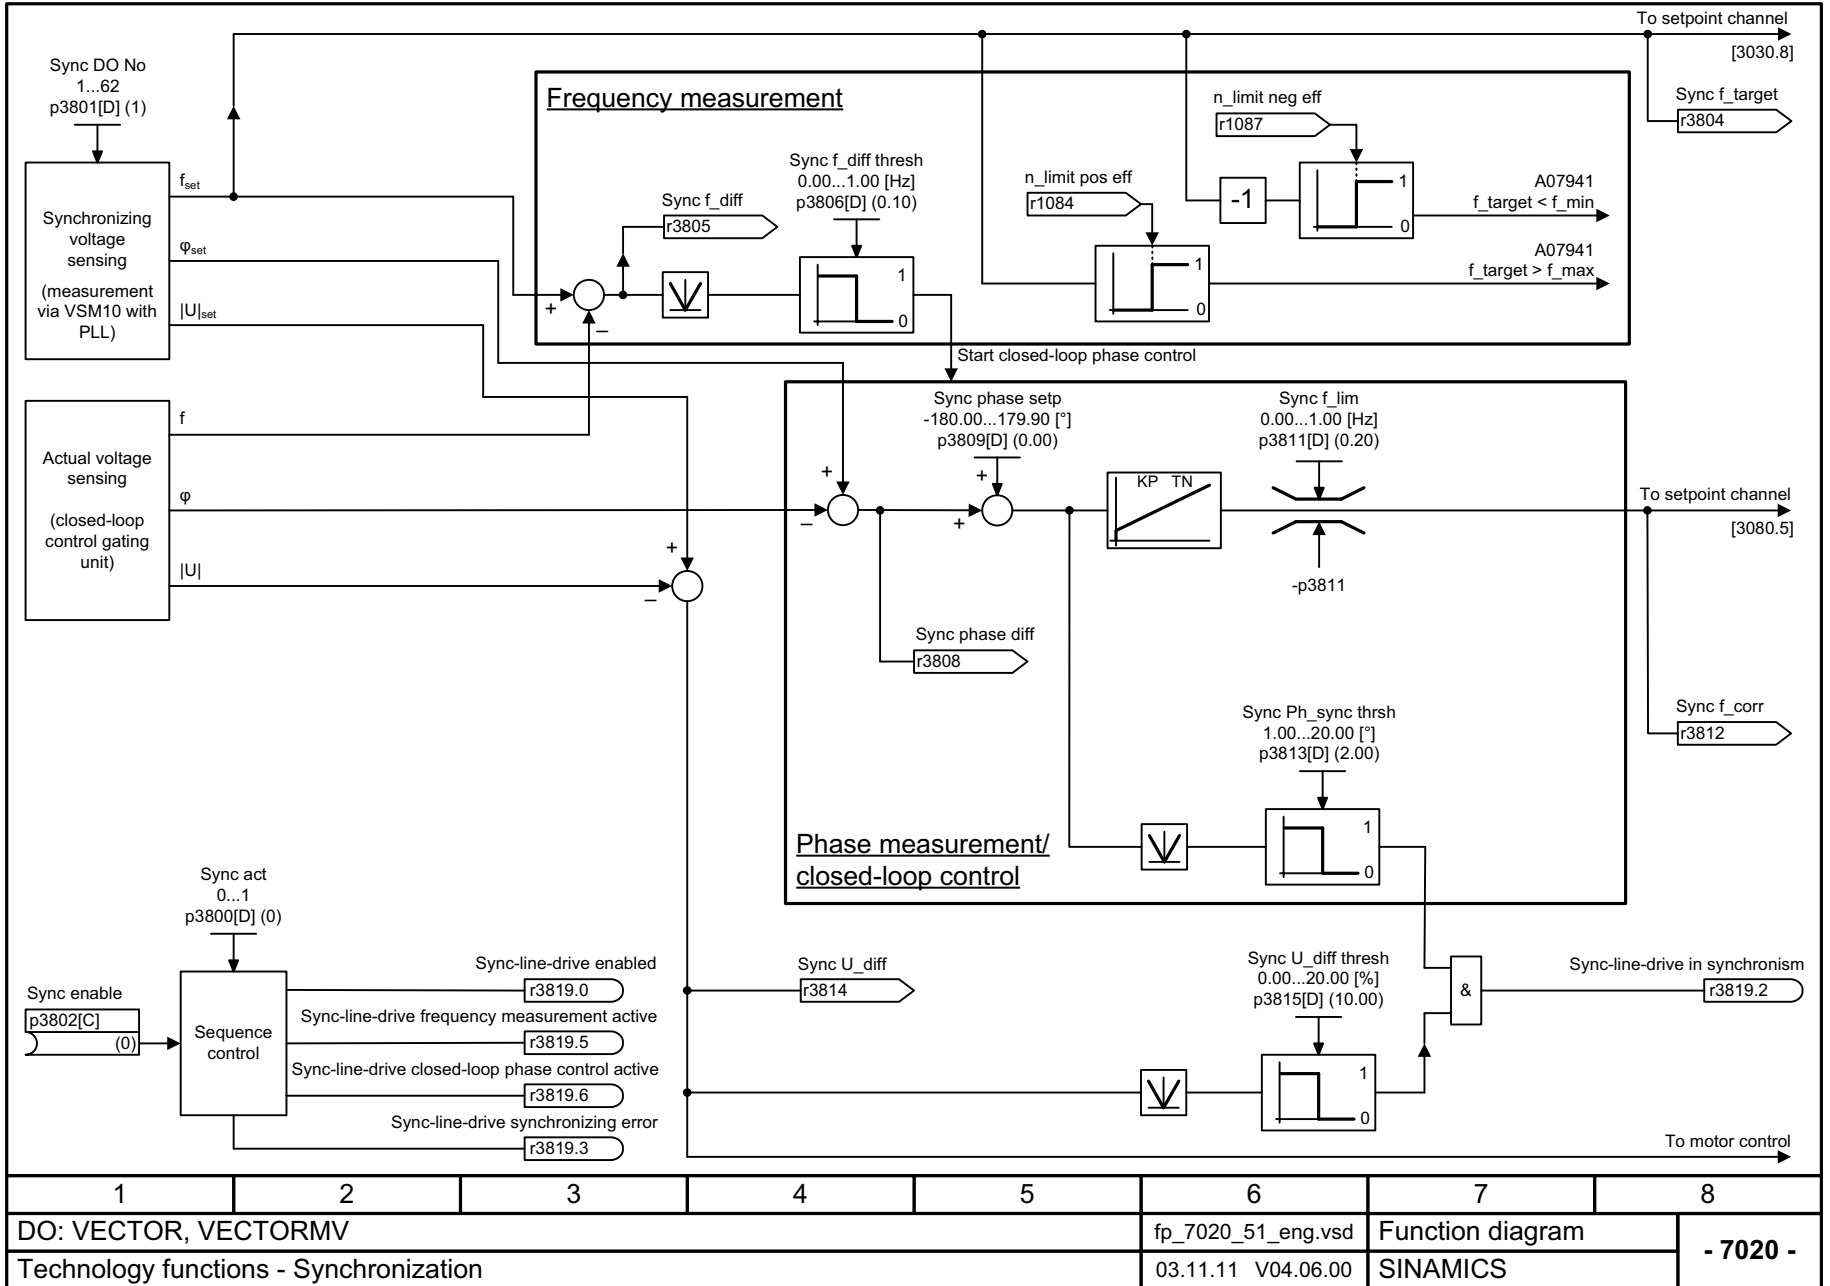 To setpoint channel
[3030.8]
Sync DO No
1...62
p3801[D] (1)
Frequency measurement
n_limit neg eff
r1087
Sync f_target
r3804
Sync f_diff thresh
0.00...1.00 [Hz]
p3806[D] (0.10)
n_limit pos eff
r1084
Sync f_diff
r3805
-1
1
0
A07941
f_target < f_min
A07941
f_target > f_max
1
0
1
0
+
–
fset
φset
|U|set
Synchronizing
voltage
sensing
(measurement
via VSM10 with
PLL)
Start closed-loop phase control
Sync phase setp
-180.00...179.90 [°]
p3809[D] (0.00)
Sync f_lim
0.00...1.00 [Hz]
p3811[D] (0.20)
f
φ
|U|
Actual voltage
sensing
(closed-loop
control gating
unit)
+
–
+
+
KP TN
-p3811
To setpoint channel
[3080.5]
+
–
Sync phase diff
r3808
Sync f_corr
r3812
Sync Ph_sync thrsh
1.00...20.00 [°]
p3813[D] (2.00)
1
0
Phase measurement/
closed-loop control
Sync act
0...1
p3800[D] (0)
Sync enable
p3802[C]
(0)
Sequence
control
Sync-line-drive enabled
r3819.0
Sync-line-drive frequency measurement active
r3819.5
Sync-line-drive closed-loop phase control active
r3819.6
Sync-line-drive synchronizing error
r3819.3
Sync U_diff
r3814
Sync U_diff thresh
0.00...20.00 [%]
p3815[D] (10.00)
1
0
&
Sync-line-drive in synchronism
r3819.2
To motor control
1 2 3 4 5 6 7 8
DO: VECTOR, VECTORMV
fp_7020_51_eng.vsd
Function diagram
- 7020 -
Technology functions - Synchronization
03.11.11 V04.06.00
SINAMICS